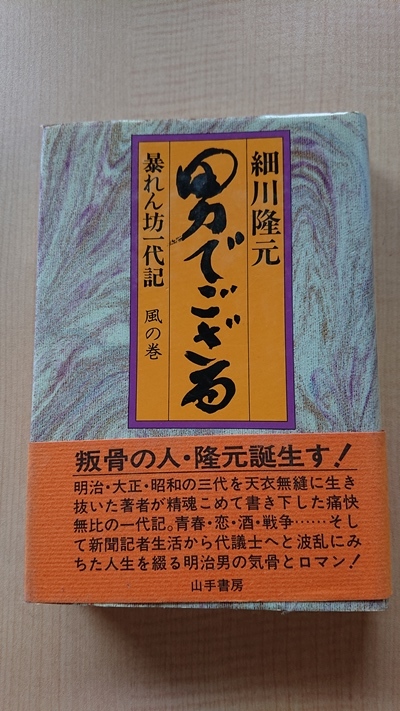 細川隆元
男でござる
暴れん坊一代記
風の巻
叛骨の人・隆元誕生す!
明治・大正・昭和の三代を天衣無縫に生き
抜いた著者が精魂こめて書き下した痛快
無比の一代記。青春・恋・酒・戦争……そし
て新聞記者生活から代議士へと波乱にみ
ちた人生を綴る明治男の気骨とロマン!
山手書房